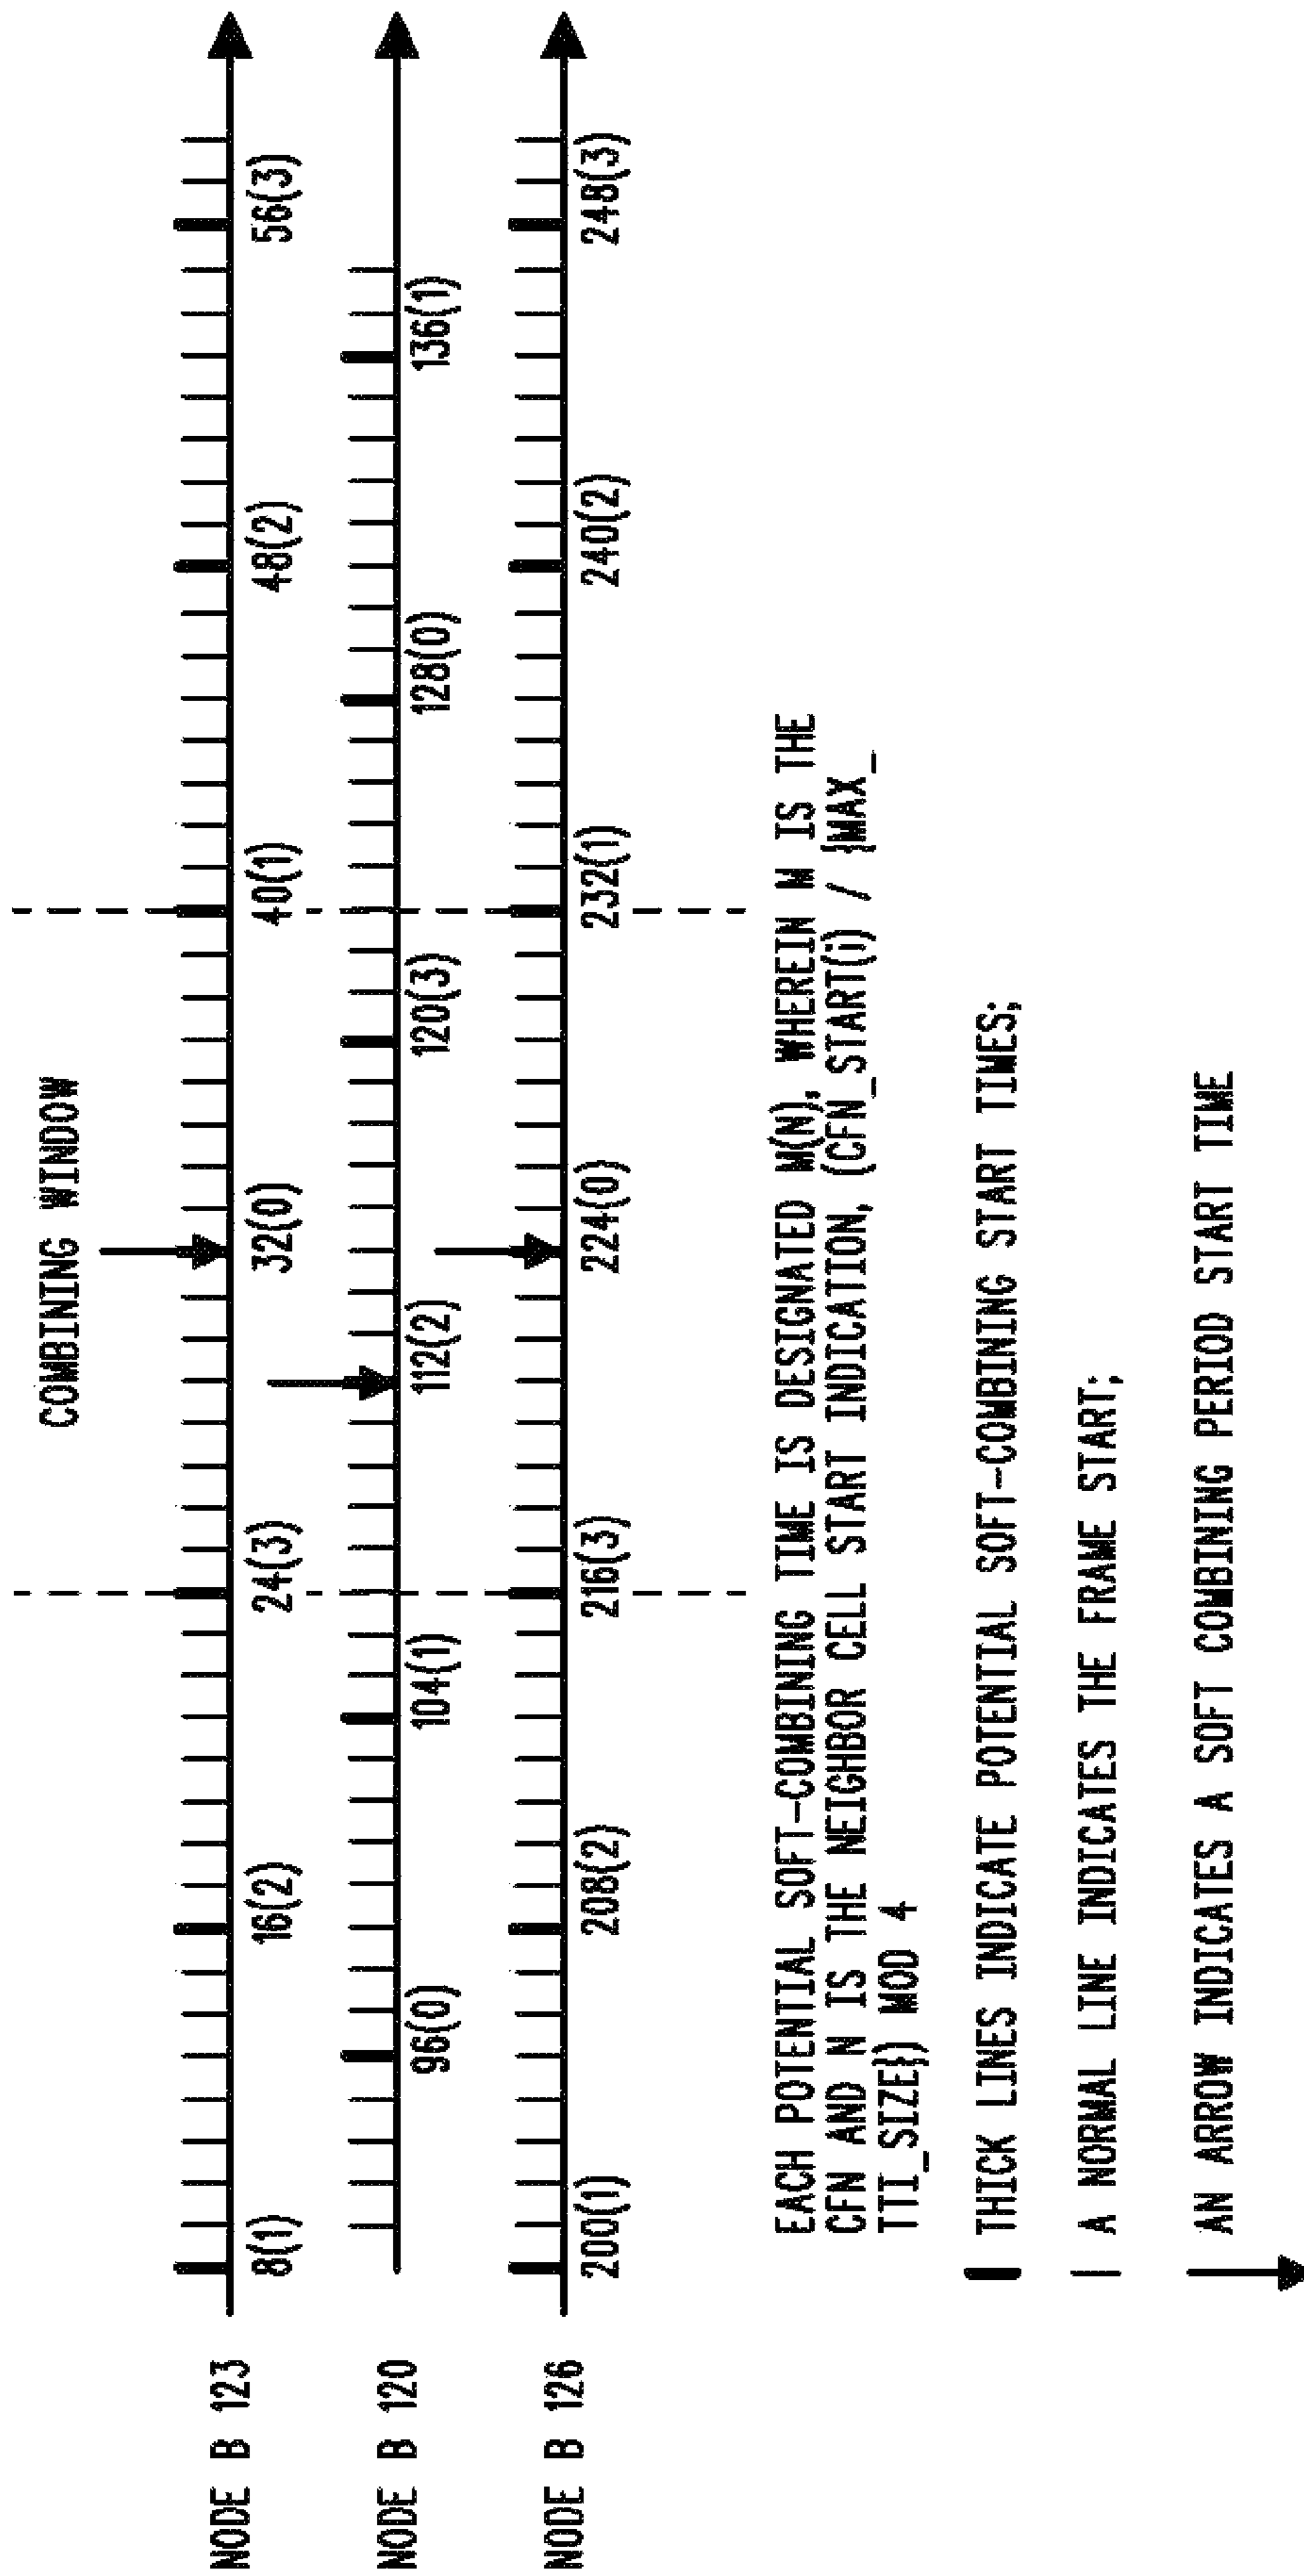 COMBINING WINDOW
NODE B 123
8(1) 16(2) 24(3) 32(0) 40(1) 48(2) 56(3)
NODE B 120
96(0) 104(1) 112(2) 120(3) 128(0) 136(1)
NODE B 126
200(1) 208(2) 216(3) 224(0) 232(1) 240(2) 248(3)
EACH POTENTIAL SOFT-COMBINING TIME IS DESIGNATED M(N), WHEREIN M IS THE
CFN AND N IS THE NEIGHBOR CELL START INDICATION, (CFN_START(i) / {MAX_
TTI_SIZE}) MOD 4
THICK LINES INDICATE POTENTIAL SOFT-COMBINING START TIMES;
A NORMAL LINE INDICATES THE FRAME START;
AN ARROW INDICATES A SOFT COMBINING PERIOD START TIME